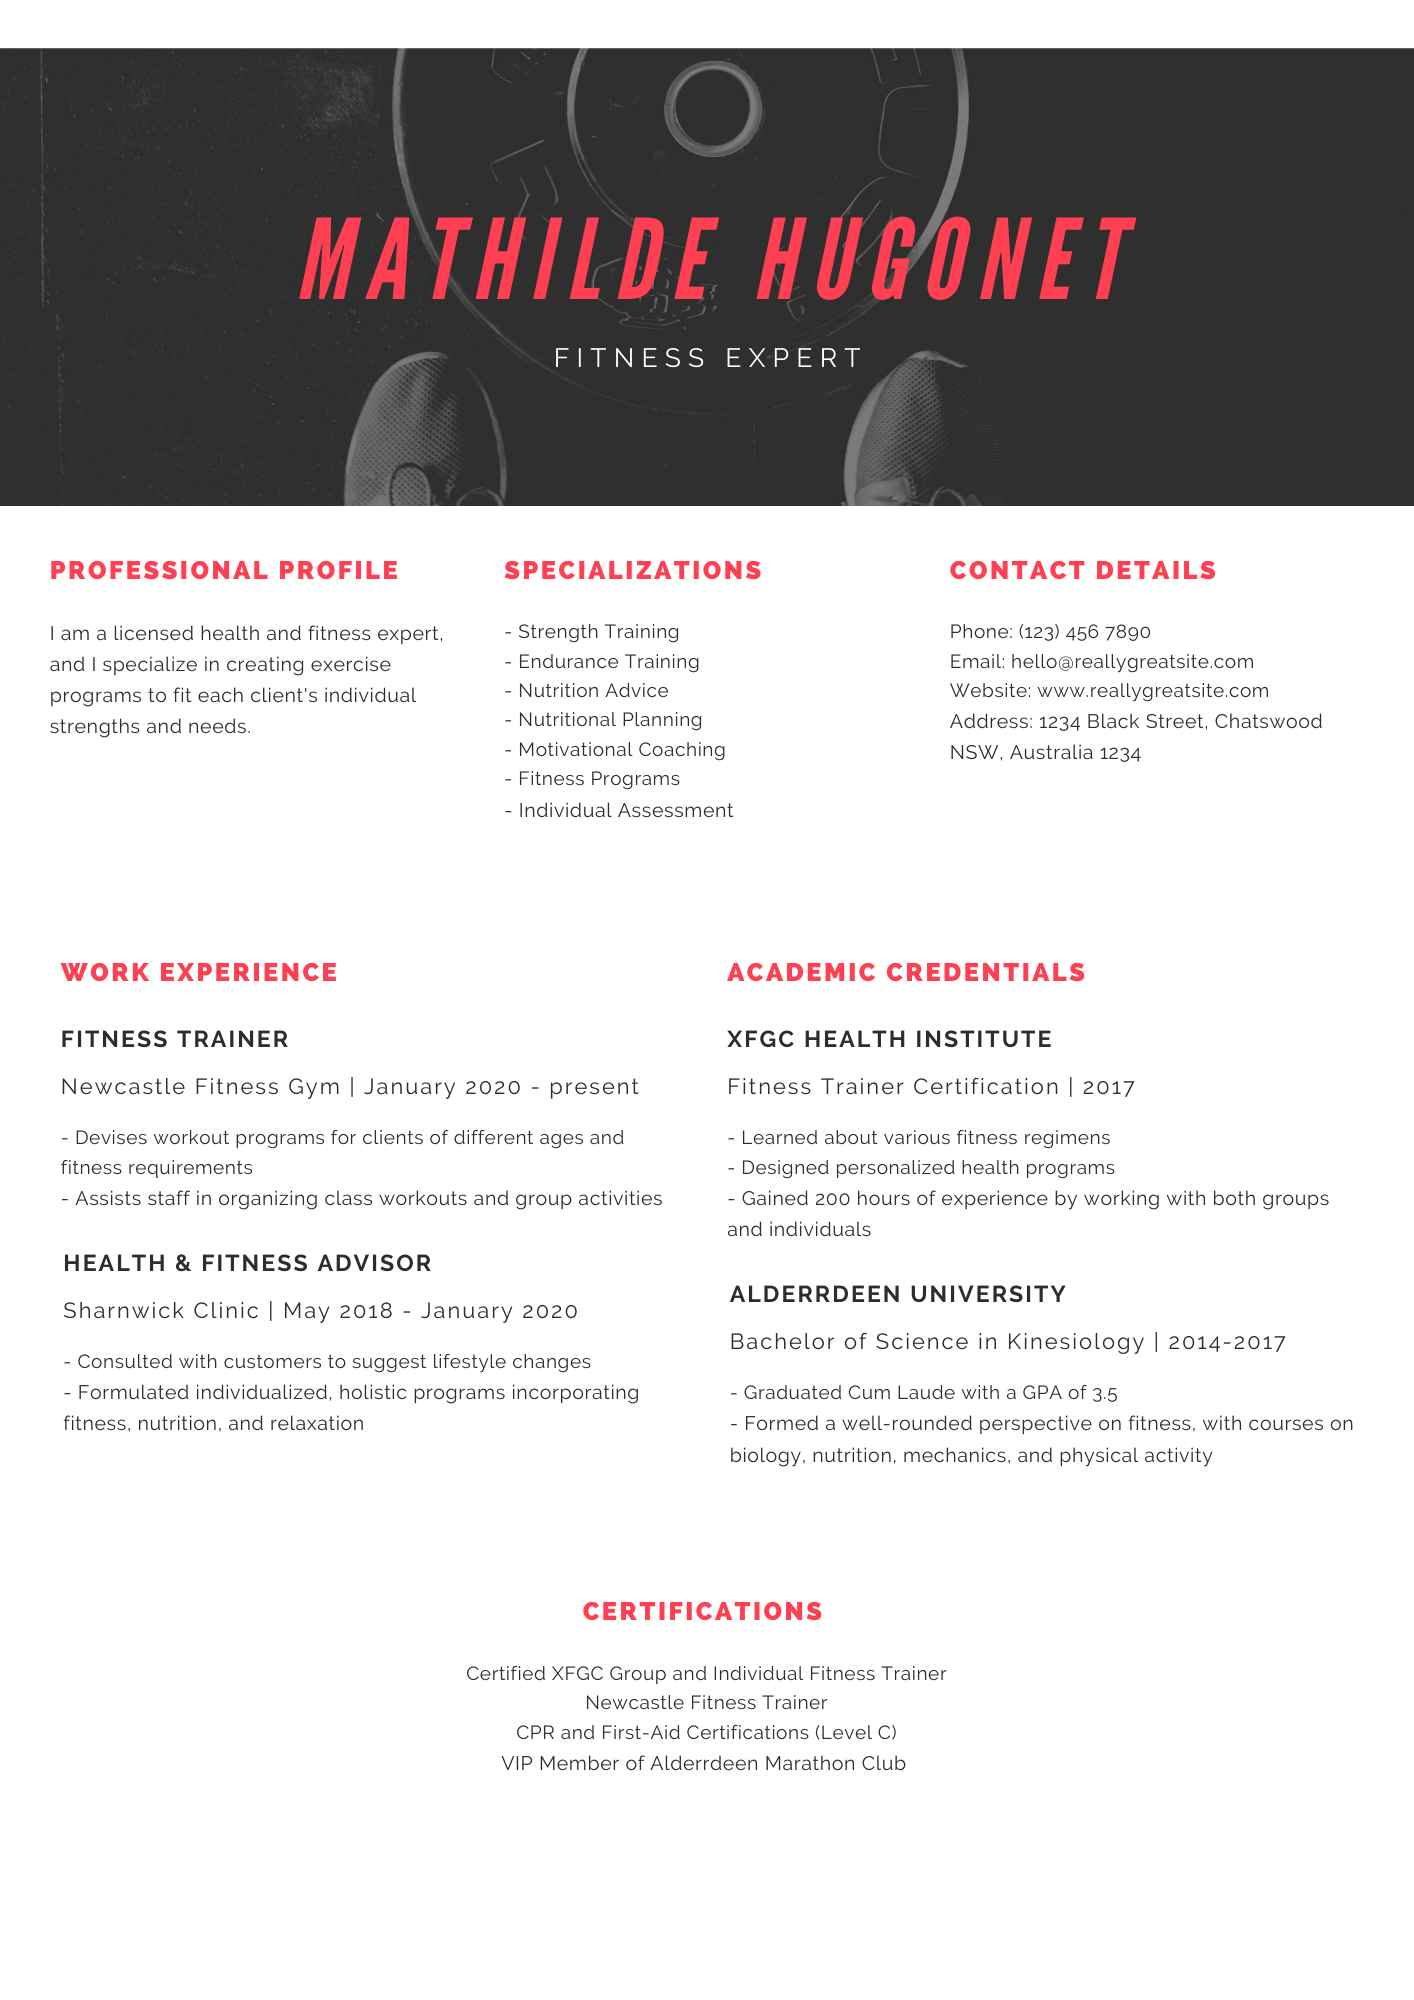 MATHILDE HUGONET
FITNESS EXPERT
PROFESSIONAL PROFILE
I am a licensed health and fitness expert,
and I specialize in creating exercise
programs to fit each client's individual
strengths and needs.
SPECIALIZATIONS
- Strength Training
- Endurance Training
- Nutrition Advice
- Nutritional Planning
- Motivational Coaching
- Fitness Programs
- Individual Assessment
CONTACT DETAILS
Phone: (123) 456 7890
Email: hello@reallygreatsite.com
Website: www.reallygreatsite.com
Address: 1234 Black Street, Chatswood
NSW, Australia 1234
WORK EXPERIENCE
FITNESS TRAINER
Newcastle Fitness Gym | January 2020 - present
- Devises workout programs for clients of different ages and
fitness requirements
- Assists staff in organizing class workouts and group activities
HEALTH & FITNESS ADVISOR
Sharnwick Clinic | May 2018 - January 2020
- Consulted with customers to suggest lifestyle changes
- Formulated individualized, holistic programs incorporating
fitness, nutrition, and relaxation
ACADEMIC CREDENTIALS
XFGC HEALTH INSTITUTE
Fitness Trainer Certification | 2017
- Learned about various fitness regimens
- Designed personalized health programs
- Gained 200 hours of experience by working with both groups
and individuals
ALDERRDEEN UNIVERSITY
Bachelor of Science in Kinesiology | 2014-2017
- Graduated Cum Laude with a GPA of 3.5
- Formed a well-rounded perspective on fitness, with courses on
biology, nutrition, mechanics, and physical activity
CERTIFICATIONS
Certified XFGC Group and Individual Fitness Trainer
Newcastle Fitness Trainer
CPR and First-Aid Certifications (Level C)
VIP Member of Alderrdeen Marathon Club